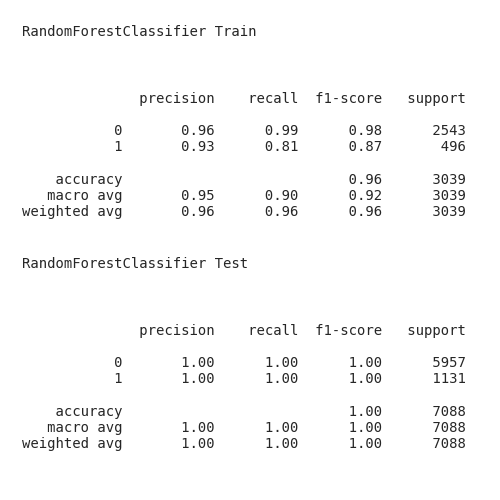 RandomForestClassifier Train
precision recall f1-score support
0 0.96 0.99 0.98 2543
1 0.93 0.81 0.87 496
accuracy 0.96 3039
macro avg 0.95 0.90 0.92 3039
weighted avg 0.96 0.96 0.96 3039
RandomForestClassifier Test
precision recall f1-score support
0 1.00 1.00 1.00 5957
1 1.00 1.00 1.00 1131
accuracy 1.00 7088
macro avg 1.00 1.00 1.00 7088
weighted avg 1.00 1.00 1.00 7088